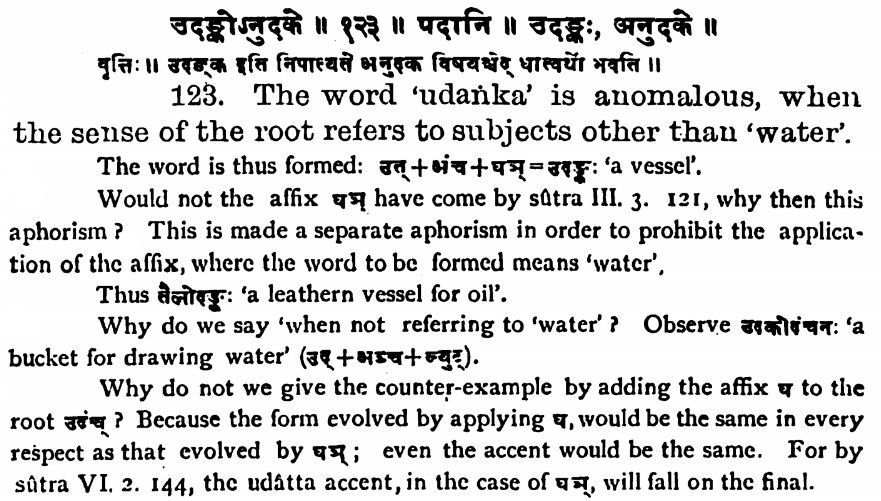 उदङ्कोऽनुदके ॥ १२३ ॥ पदानि ॥ उदङ्कः, अनुदके ॥
वृत्तिः ॥ उदङ्क इति निपात्यते अनुदक विषयश्चेद् धात्वर्थो भवति ॥
123. The word 'udaṅka' is anomalous, when
the sense of the root refers to subjects other than 'water'.
The word is thus formed: उत्+अंच+घञ्=उदङ्कः 'a vessel'.
Would not the affix घञ् have come by sûtra III. 3. 121, why then this
aphorism ? This is made a separate aphorism in order to prohibit the applica-
tion of the affix, where the word to be formed means 'water'.
Thus तैलोदङ्कः 'a leathern vessel for oil'.
Why do we say 'when not referring to 'water' ? Observe उदकोदंचनः 'a
bucket for drawing water' (उद्+अञ्च+ल्युट्).
Why do not we give the counter-example by adding the affix घ to the
root उदंच् ? Because the form evolved by applying घ, would be the same in every
respect as that evolved by घञ् ; even the accent would be the same. For by
sûtra VI. 2. 144, the udâtta accent, in the case of घञ्, will fall on the final.